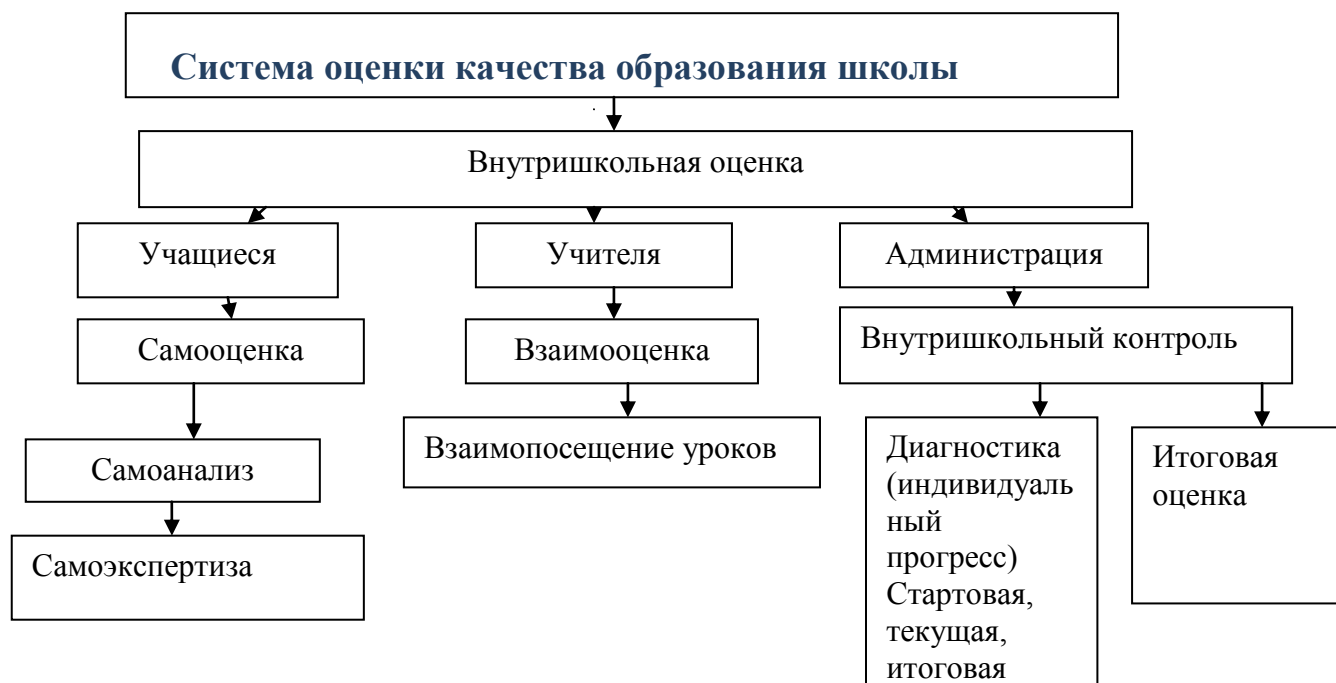 Система оценки качества образования школы
Внутришкольная оценка
Учащиеся
Учителя
Администрация
Самооценка
Взаимооценка
Внутришкольный контроль
Самоанализ
Взаимопосещение уроков
Диагностика
(индивидуаль
ный
прогресс)
Стартовая,
текущая,
итоговая
Итоговая
оценка
Самоэкспертиза